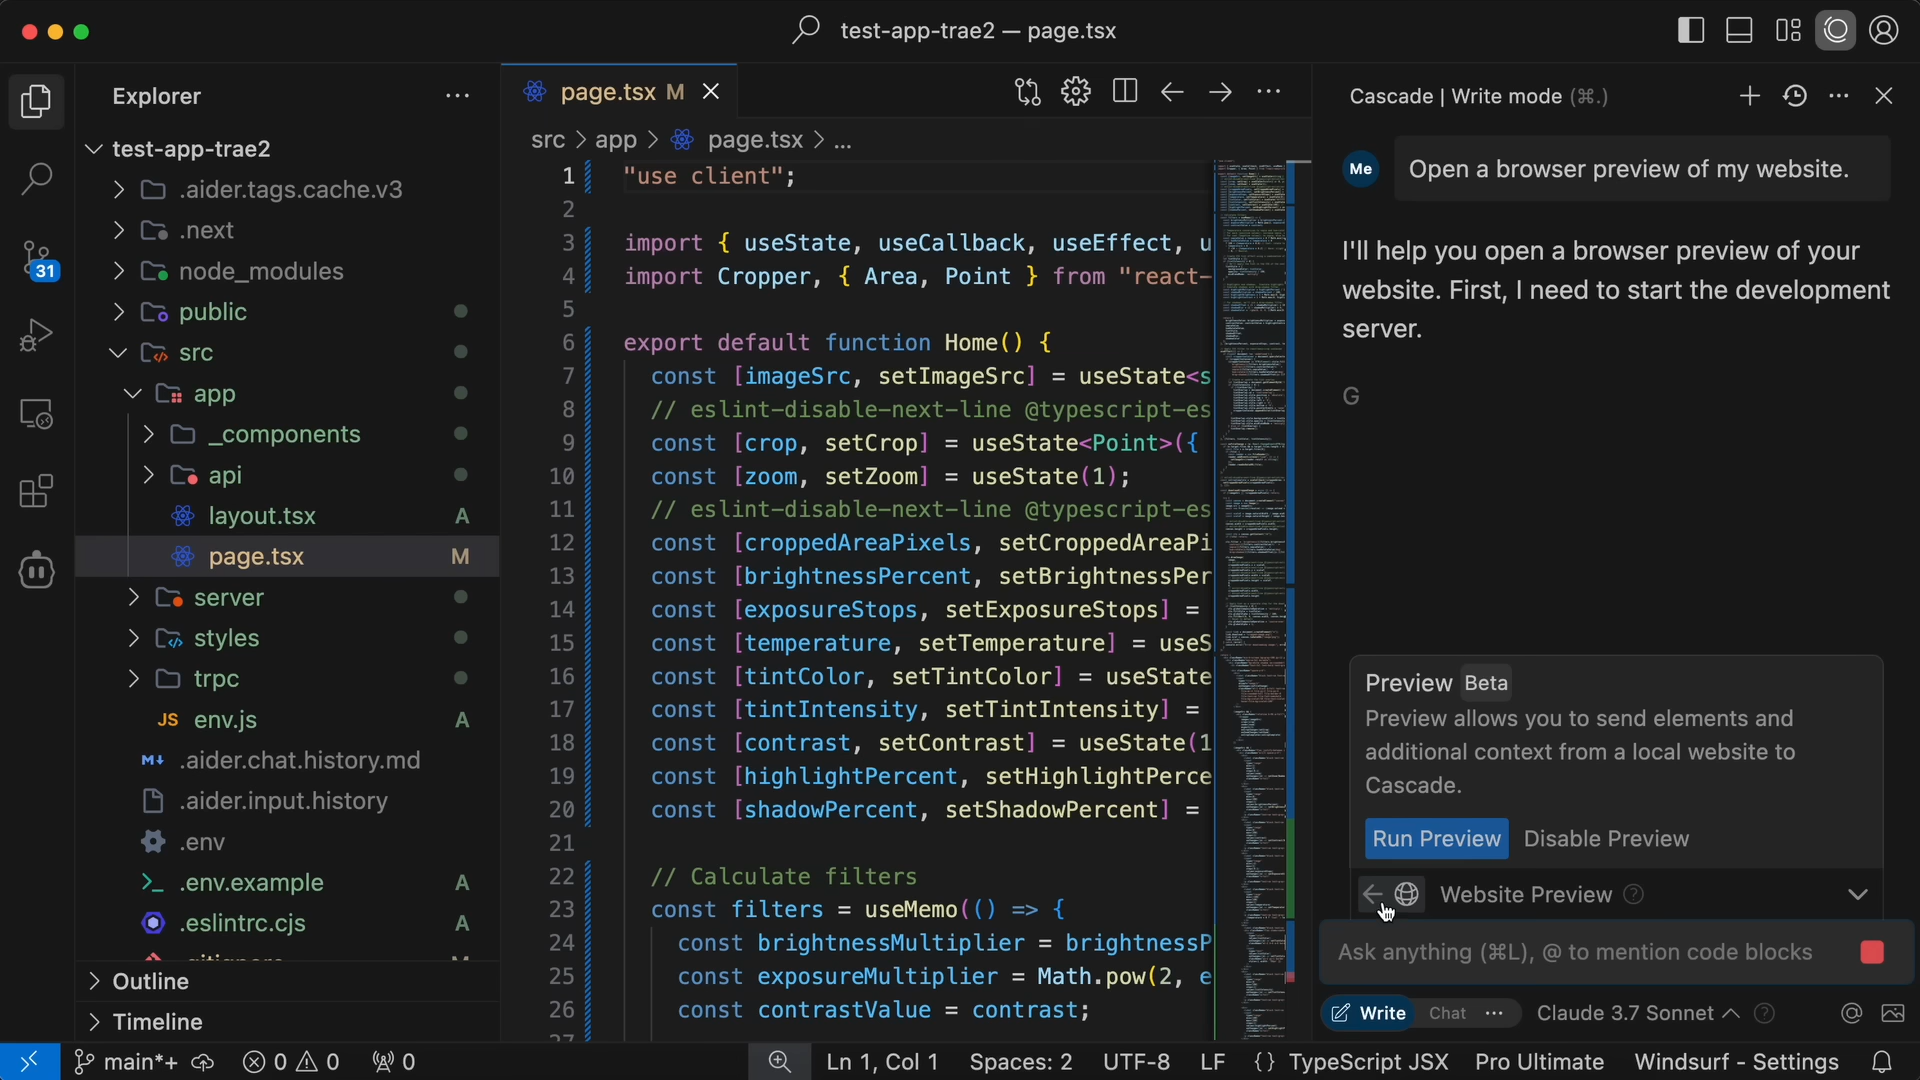 test-app-trae2 — page.tsx
Explorer
test-app-trae2
.aider.tags.cache.v3
.next
node_modules
public
src
app
_components
api
layout.tsx A
page.tsx M
server
styles
trpc
JS env.js A
.aider.chat.history.md
.aider.input.history
.env
.env.example A
.eslintrc.cjs A
Outline
Timeline
31
page.tsx M
src > app > page.tsx > ...
1 "use client";
2
3 import { useState, useCallback, useEffect, u
4 import Cropper, { Area, Point } from "react-
5
6 export default function Home() {
7 const [imageSrc, setImageSrc] = useState<s
8 // eslint-disable-next-line @typescript-es
9 const [crop, setCrop] = useState<Point>({
10 const [zoom, setZoom] = useState(1);
11 // eslint-disable-next-line @typescript-es
12 const [croppedAreaPixels, setCroppedAreaPi
13 const [brightnessPercent, setBrightnessPer
14 const [exposureStops, setExposureStops] =
15 const [temperature, setTemperature] = useS
16 const [tintColor, setTintColor] = useState
17 const [tintIntensity, setTintIntensity] =
18 const [contrast, setContrast] = useState(1
19 const [highlightPercent, setHighlightPerce
20 const [shadowPercent, setShadowPercent] =
21
22 // Calculate filters
23 const filters = useMemo(() => {
24 const brightnessMultiplier = brightnessP
25 const exposureMultiplier = Math.pow(2, e
26 const contrastValue = contrast;
Cascade | Write mode (⌘.)
Me Open a browser preview of my website.
I'll help you open a browser preview of your
website. First, I need to start the development
server.
G
Preview Beta
Preview allows you to send elements and
additional context from a local website to
Cascade.
Run Preview Disable Preview
Website Preview
Ask anything (⌘L), @ to mention code blocks
Write Chat ... Claude 3.7 Sonnet
main*+ 0 0 0 Ln 1, Col 1 Spaces: 2 UTF-8 LF {} TypeScript JSX Pro Ultimate Windsurf - Settings